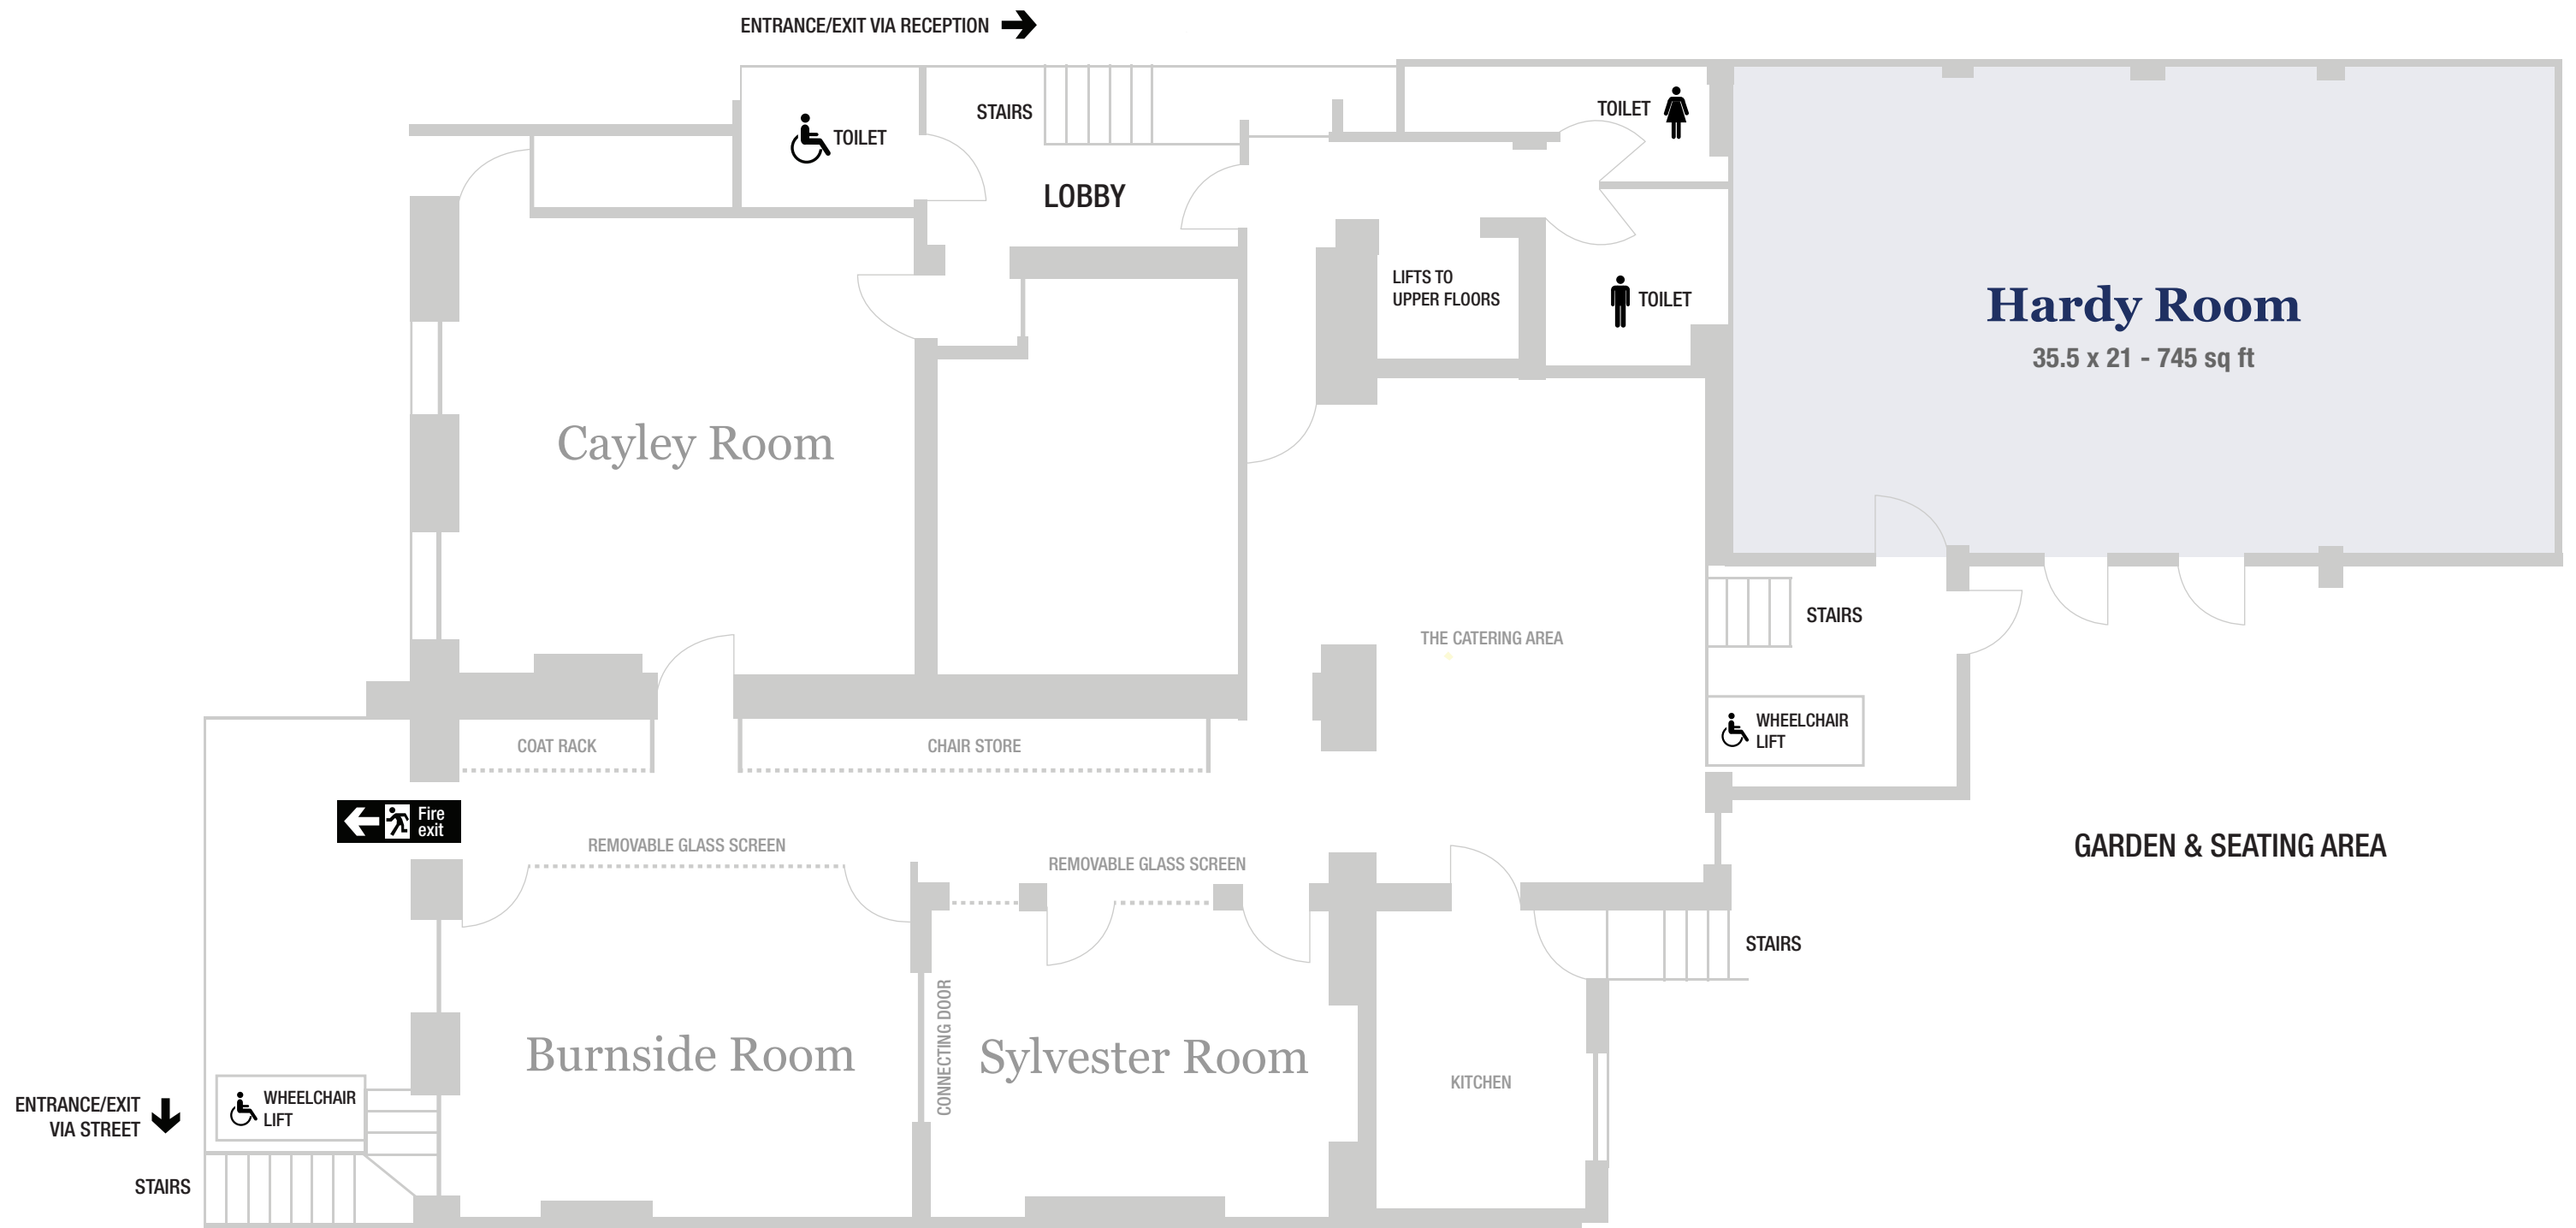 ENTRANCE/EXIT VIA RECEPTION
STAIRS
TOILET
TOILET
LOBBY
LIFTS TO
UPPER FLOORS
TOILET
Hardy Room
35.5 x 21 - 745 sq ft
Cayley Room
THE CATERING AREA
STAIRS
WHEELCHAIR
LIFT
COAT RACK
CHAIR STORE
Fire
exit
REMOVABLE GLASS SCREEN
REMOVABLE GLASS SCREEN
GARDEN & SEATING AREA
STAIRS
CONNECTING DOOR
Burnside Room
Sylvester Room
KITCHEN
ENTRANCE/EXIT
VIA STREET
WHEELCHAIR
LIFT
STAIRS